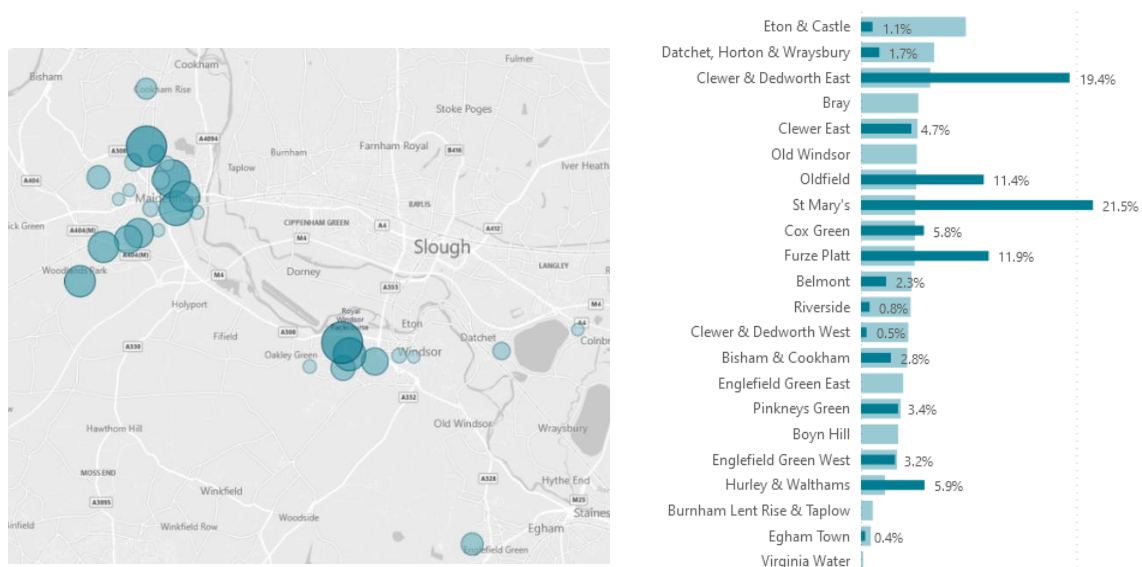 Fulmer
Cookham
Bisham
Cookham Rise
Stoke Poges
A4094
Farnham Royal
B416
A308
Burnham
Taplow
Iver Heath
A404
BAYLIS
CIPPENHAM GREEN
A4
A412
ick Green
A404(M)
M4
Slough
A404(M)
Woodlands Park
Dorney
LANGLEY
M4
A355
Holyport
M4
Royal
Windsor
Racecourse
Eton
A4
Fifield
A308
Datchet
Colnb
A330
Oakley Green
Windsor
A332
Old Windsor
Wraysbury
Hawthorn Hill
MOSS END
A328
Hythe End
Winkfield
M25
A3095
Staines
Woodside
infield
Winkfield Row
Egham
Englefield Green
Eton & Castle 1.1%
Datchet, Horton & Wraysbury 1.7%
Clewer & Dedworth East 19.4%
Bray
Clewer East 4.7%
Old Windsor
Oldfield 11.4%
St Mary's 21.5%
Cox Green 5.8%
Furze Platt 11.9%
Belmont 2.3%
Riverside 0.8%
Clewer & Dedworth West 0.5%
Bisham & Cookham 2.8%
Englefield Green East
Pinkneys Green 3.4%
Boyn Hill
Englefield Green West 3.2%
Hurley & Walthams 5.9%
Burnham Lent Rise & Taplow
Egham Town 0.4%
Virginia Water